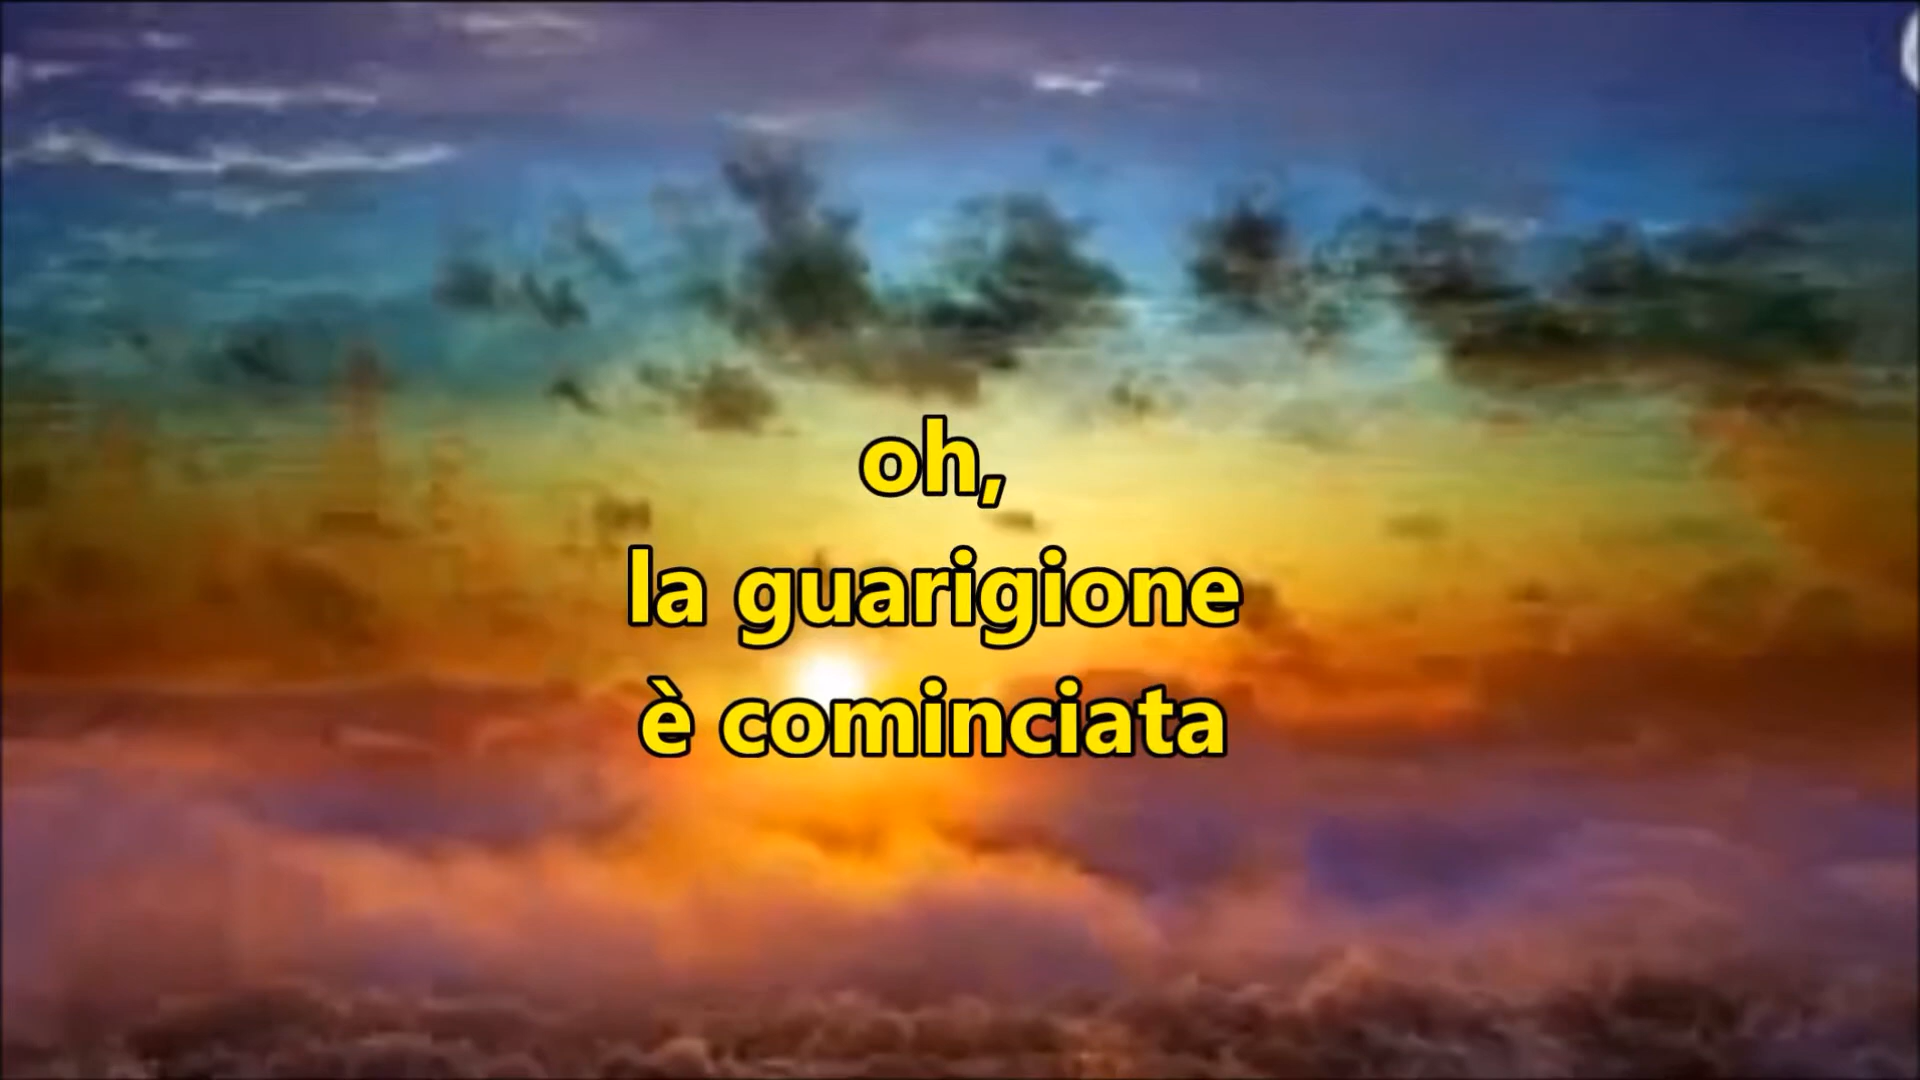 oh,
la guarigione
è cominciata